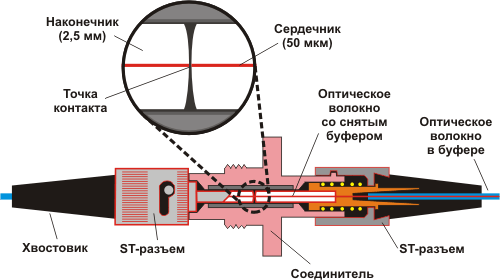 Наконечник
(2,5 мм)
Сердечник
(50 мкм)
Точка
контакта
Оптическое
волокно
со снятым
буфером
Оптическое
волокно
в буфере
Хвостовик
ST-разъем
ST-разъем
Соединитель